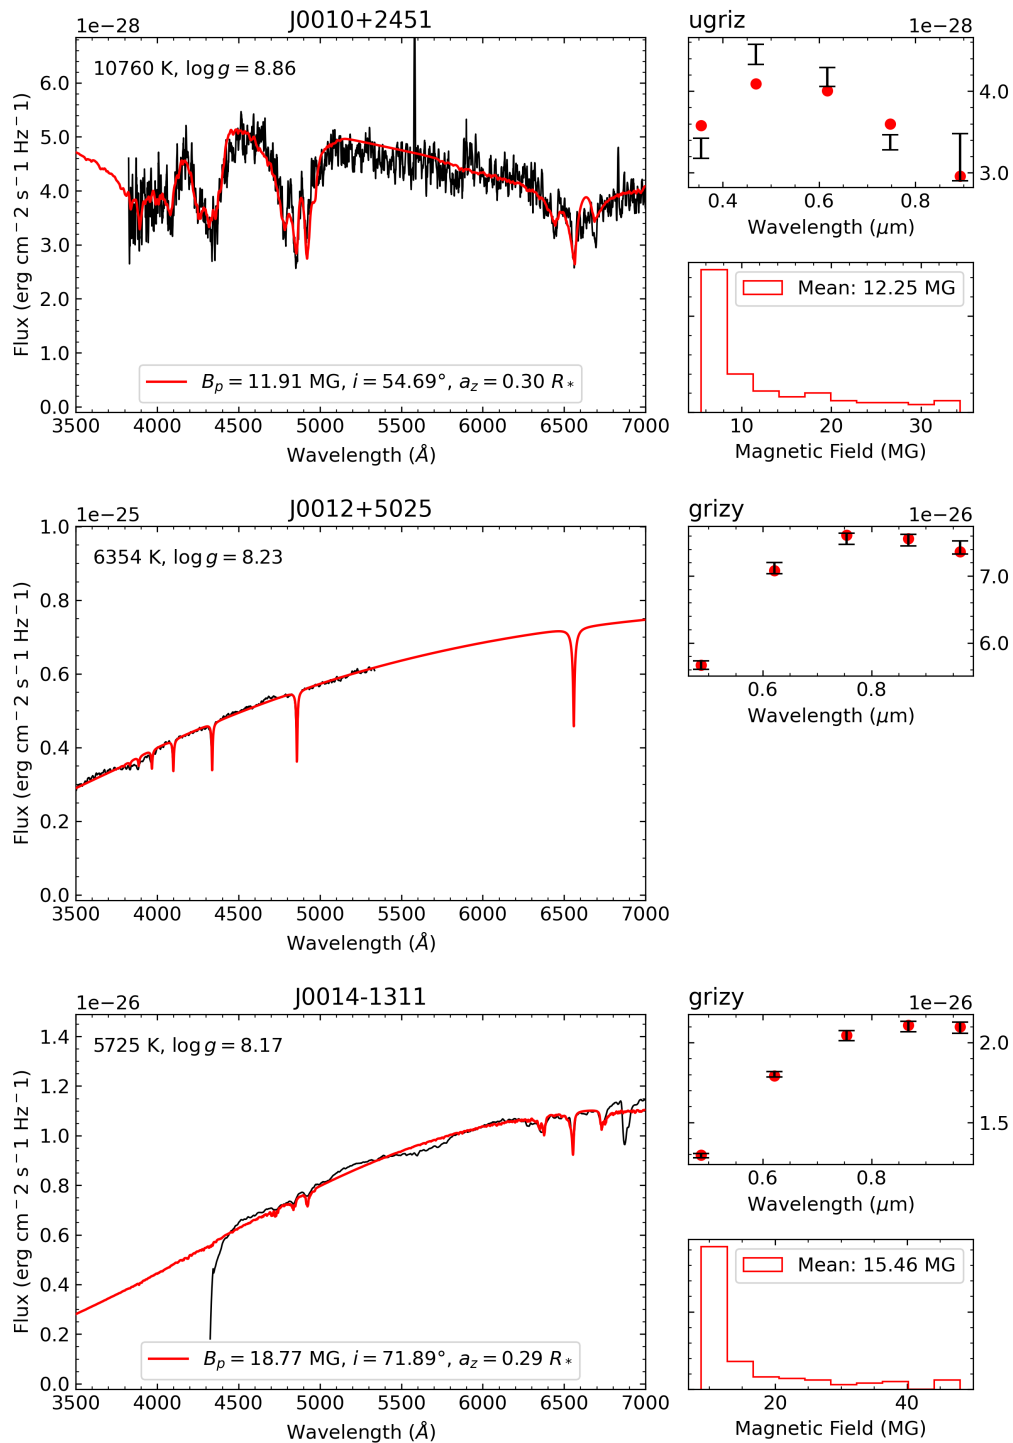 J0010+2451
1e−28
10760 K, log g = 8.86
6.0
5.0
4.0
3.0
2.0
1.0
0.0
Flux (erg cm−2 s−1 Hz−1)
B_p = 11.91 MG, i = 54.69°, a_z = 0.30 R_*
3500 4000 4500 5000 5500 6000 6500 7000
Wavelength (Å)
ugriz
1e−28
4.0
3.0
0.4 0.6 0.8
Wavelength (μm)
Mean: 12.25 MG
10 20 30
Magnetic Field (MG)
J0012+5025
1e−25
6354 K, log g = 8.23
1.0
0.8
0.6
0.4
0.2
0.0
Flux (erg cm−2 s−1 Hz−1)
3500 4000 4500 5000 5500 6000 6500 7000
Wavelength (Å)
grizy
1e−26
7.0
6.0
0.6 0.8
Wavelength (μm)
J0014-1311
1e−26
5725 K, log g = 8.17
1.4
1.2
1.0
0.8
0.6
0.4
0.2
0.0
Flux (erg cm−2 s−1 Hz−1)
B_p = 18.77 MG, i = 71.89°, a_z = 0.29 R_*
3500 4000 4500 5000 5500 6000 6500 7000
Wavelength (Å)
grizy
1e−26
2.0
1.5
0.6 0.8
Wavelength (μm)
Mean: 15.46 MG
20 40
Magnetic Field (MG)